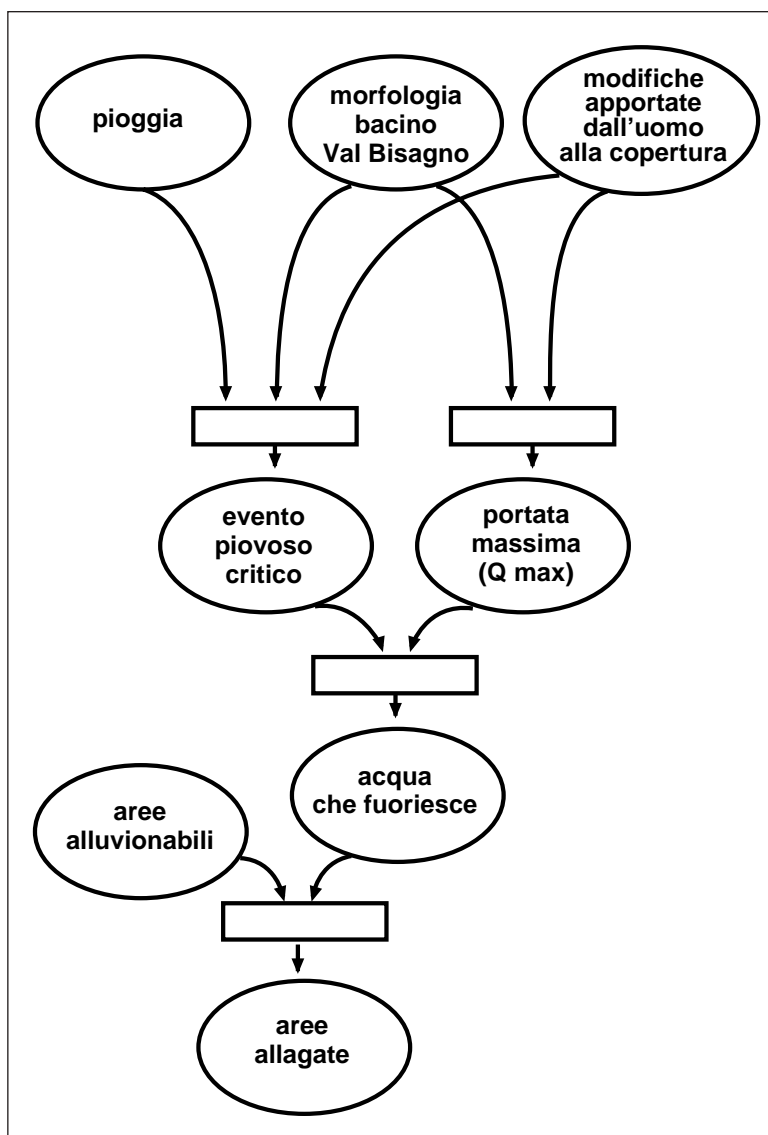 pioggia
morfologia
bacino
Val Bisagno
modifiche
apportate
dall’uomo
alla copertura
evento
piovoso
critico
portata
massima
(Q max)
acqua
che fuoriesce
aree
alluvionabili
aree
allagate